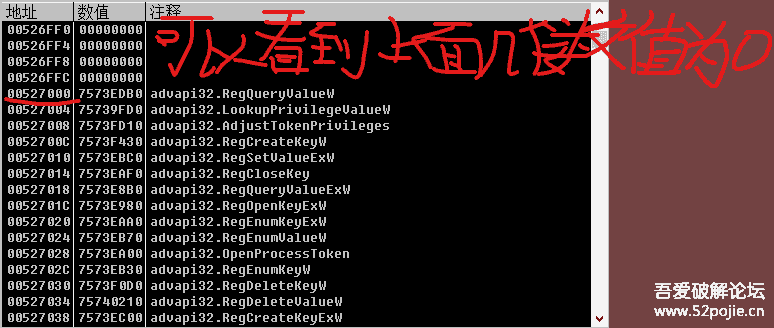 地址 数值 注释
00526FF0 00000000
00526FF4 00000000
00526FF8 00000000
00526FFC 00000000
可以看到上面几节数值为0
00527000 7573EDB0 advapi32.RegQueryValueW
00527004 75739FD0 advapi32.LookupPrivilegeValueW
00527008 7573FD10 advapi32.AdjustTokenPrivileges
0052700C 7573F430 advapi32.RegCreateKeyW
00527010 7573EBC0 advapi32.RegSetValueExW
00527014 7573EAF0 advapi32.RegCloseKey
00527018 7573E8B0 advapi32.RegQueryValueExW
0052701C 7573E980 advapi32.RegOpenKeyExW
00527020 7573EAA0 advapi32.RegEnumKeyExW
00527024 7573EB70 advapi32.RegEnumValueW
00527028 7573EA00 advapi32.OpenProcessToken
0052702C 7573EB30 advapi32.RegEnumKeyW
00527030 7573F0D0 advapi32.RegDeleteKeyW
00527034 75740210 advapi32.RegDeleteValueW
00527038 7573EC00 advapi32.RegCreateKeyExW
吾爱破解论坛
www.52pojie.cn